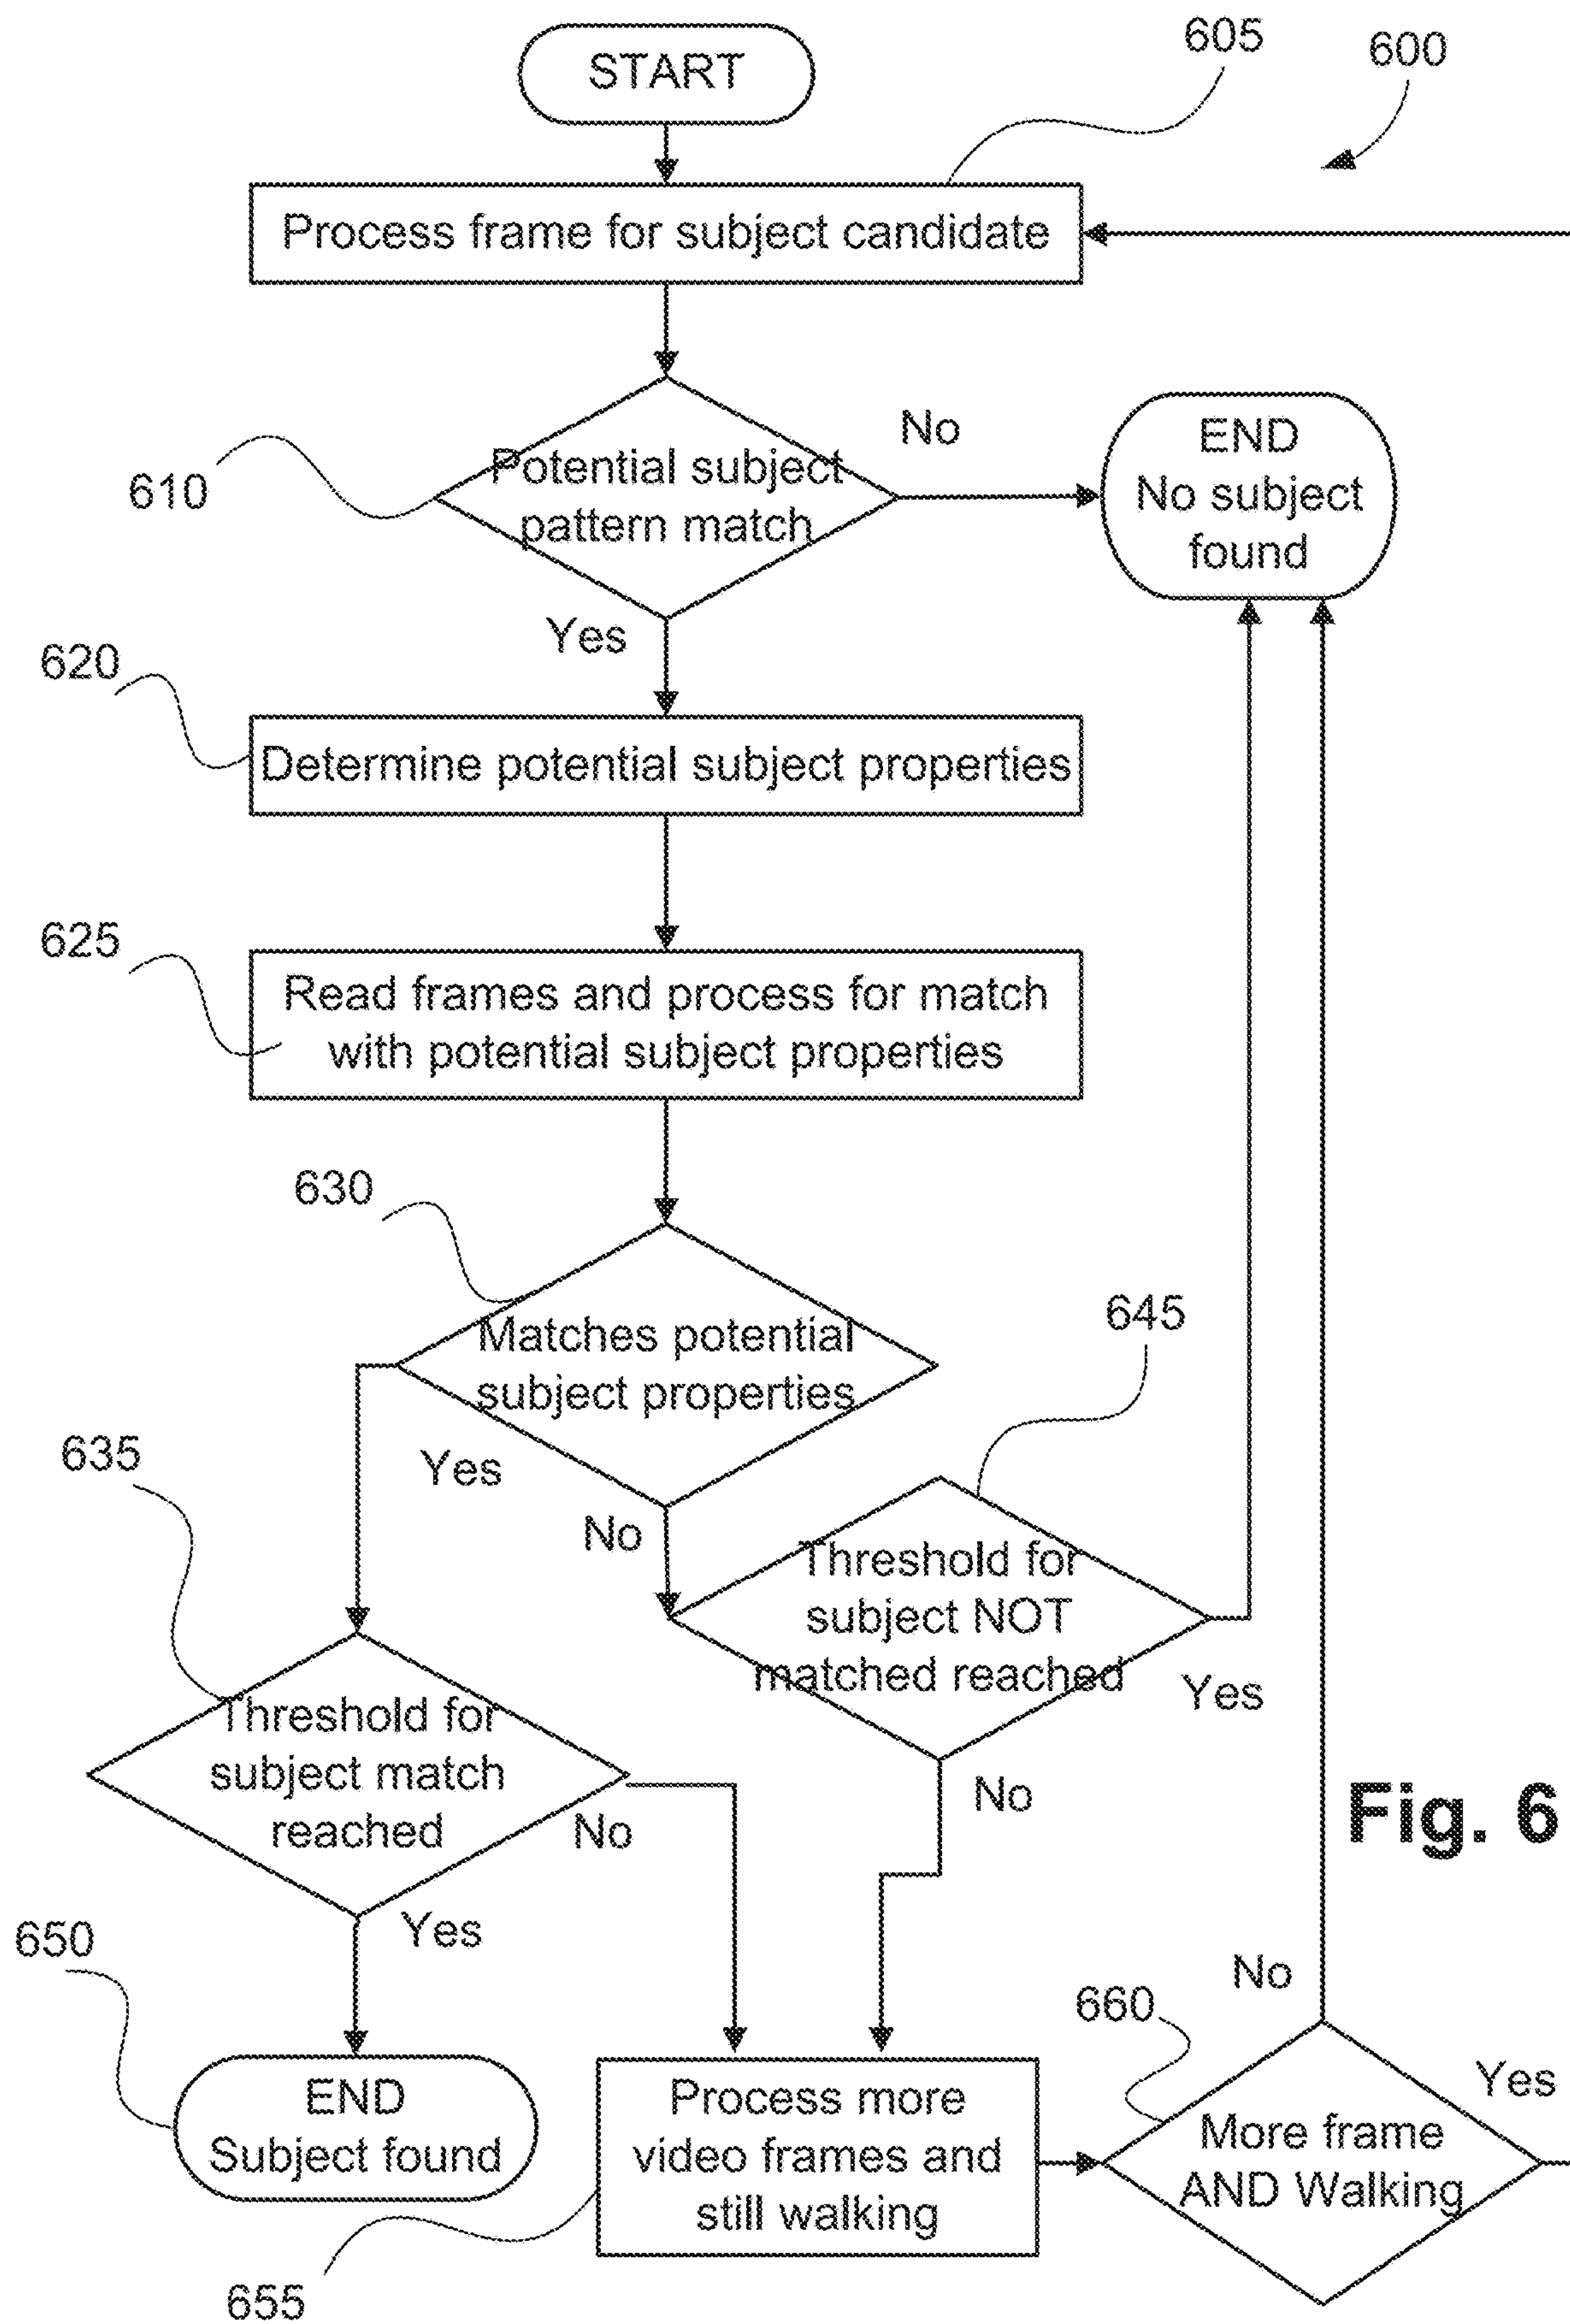 605
600
START
Process frame for subject candidate
No
END
No subject
found
Potential subject
pattern match
610
Yes
620
Determine potential subject properties
625
Read frames and process for match
with potential subject properties
630
645
Matches potential
subject properties
635
Yes
No
Threshold for
subject NOT
matched reached
Yes
Threshold for
subject match
reached
No
No
Fig. 6
Yes
650
No
660
END
Subject found
Process more
video frames and
still walking
Yes
More frame
AND Walking
655